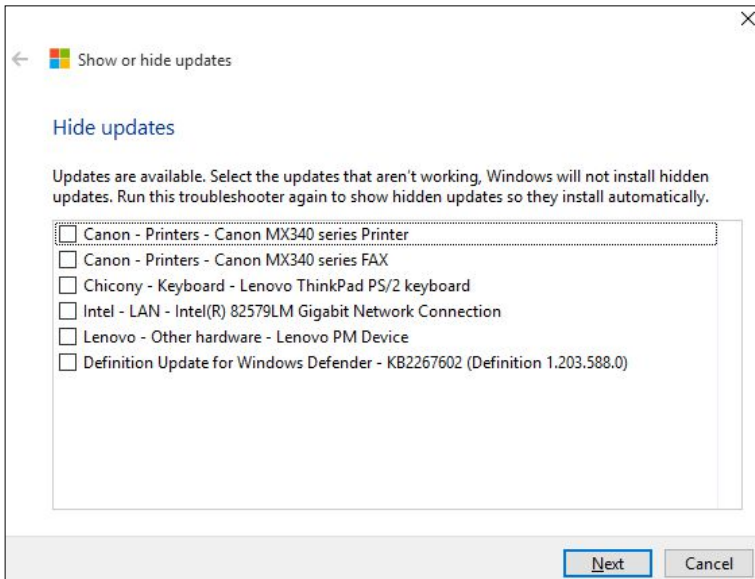 Show or hide updates
Hide updates
Updates are available. Select the updates that aren't working, Windows will not install hidden
updates. Run this troubleshooter again to show hidden updates so they install automatically.
Canon - Printers - Canon MX340 series Printer
Canon - Printers - Canon MX340 series FAX
Chicony - Keyboard - Lenovo ThinkPad PS/2 keyboard
Intel - LAN - Intel(R) 82579LM Gigabit Network Connection
Lenovo - Other hardware - Lenovo PM Device
Definition Update for Windows Defender - KB2267602 (Definition 1.203.588.0)
Next Cancel